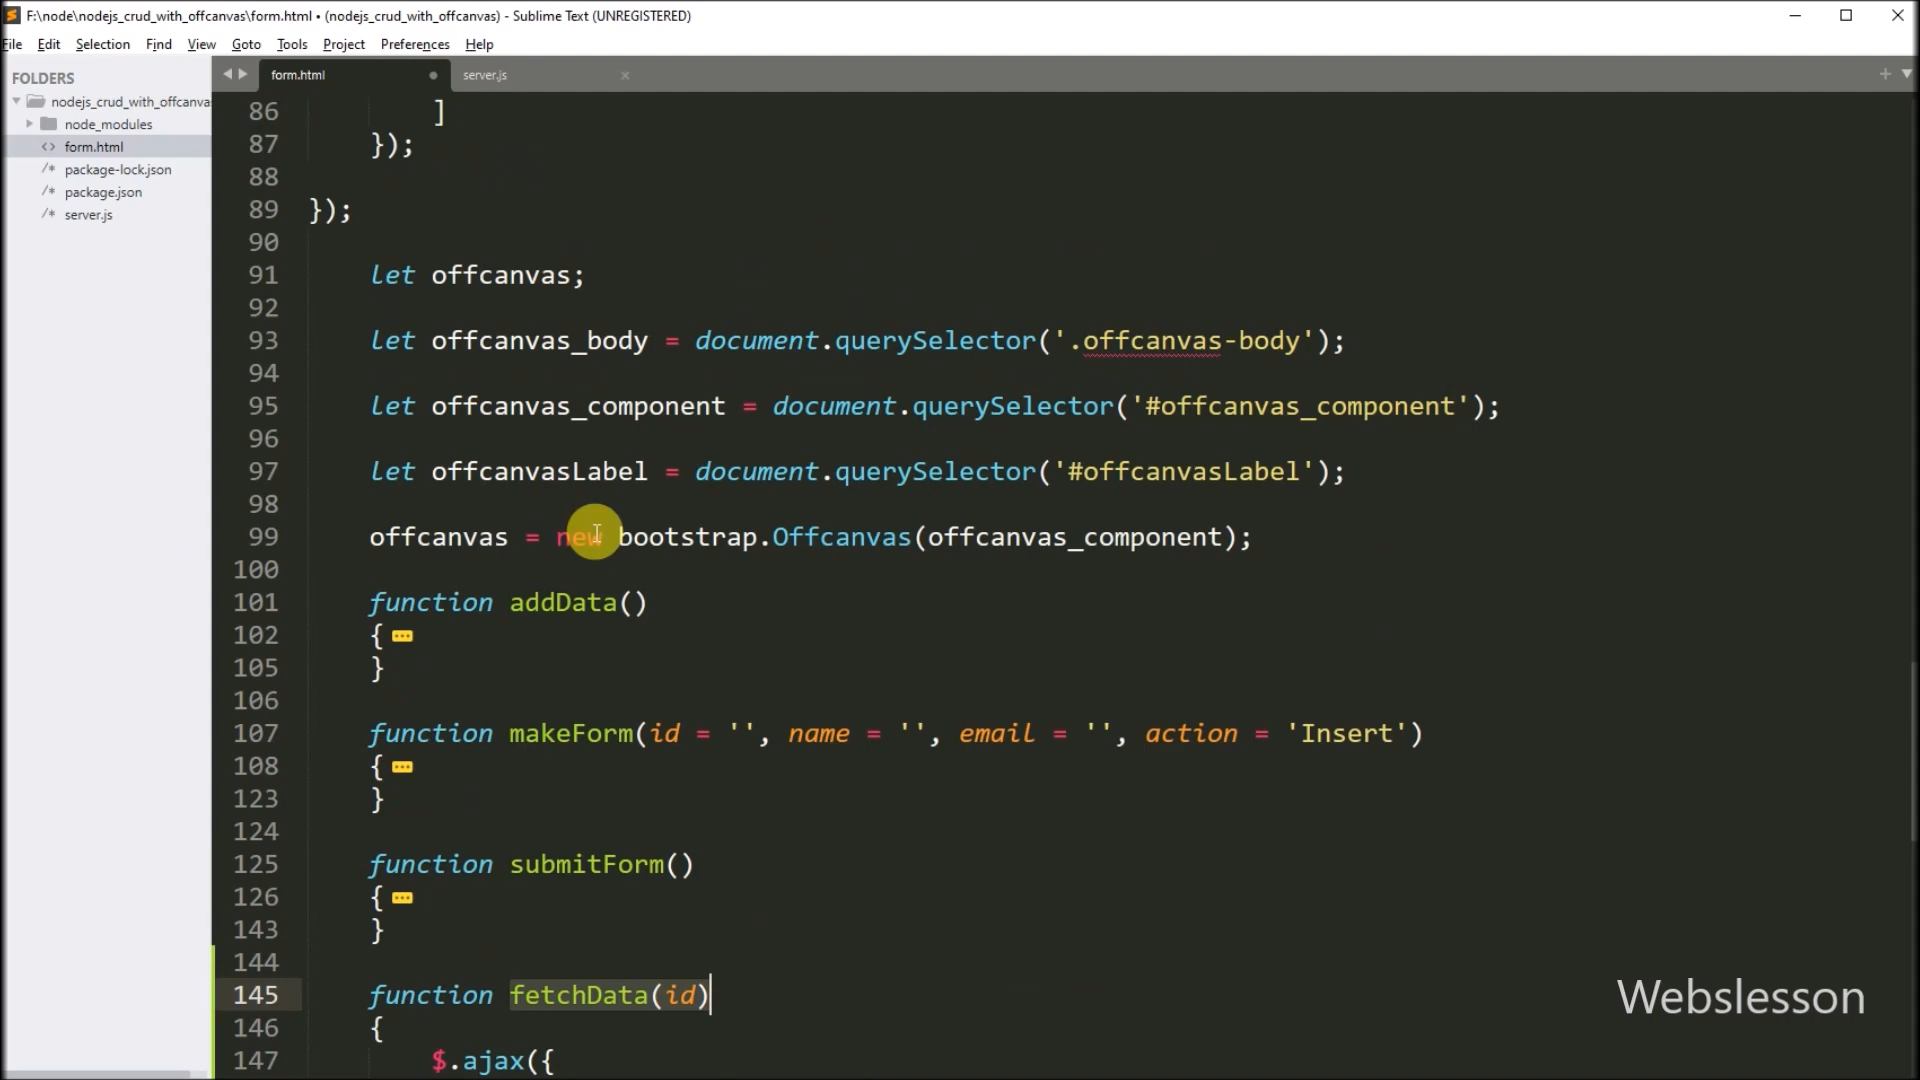 F:\node\nodejs_crud_with_offcanvas\form.html • (nodejs_crud_with_offcanvas) - Sublime Text (UNREGISTERED)
File Edit Selection Find View Goto Tools Project Preferences Help
FOLDERS
nodejs_crud_with_offcanvas
node_modules
<> form.html
/* package-lock.json
/* package.json
/* server.js
form.html
server.js
86 ]
87 });
88
89 });
90
91 let offcanvas;
92
93 let offcanvas_body = document.querySelector('.offcanvas-body');
94
95 let offcanvas_component = document.querySelector('#offcanvas_component');
96
97 let offcanvasLabel = document.querySelector('#offcanvasLabel');
98
99 offcanvas = new bootstrap.Offcanvas(offcanvas_component);
100
101 function addData()
102 {
105 }
106
107 function makeForm(id = '', name = '', email = '', action = 'Insert')
108 {
123 }
124
125 function submitForm()
126 {
143 }
144
145 function fetchData(id)
146 {
147 $.ajax({
Webslesson